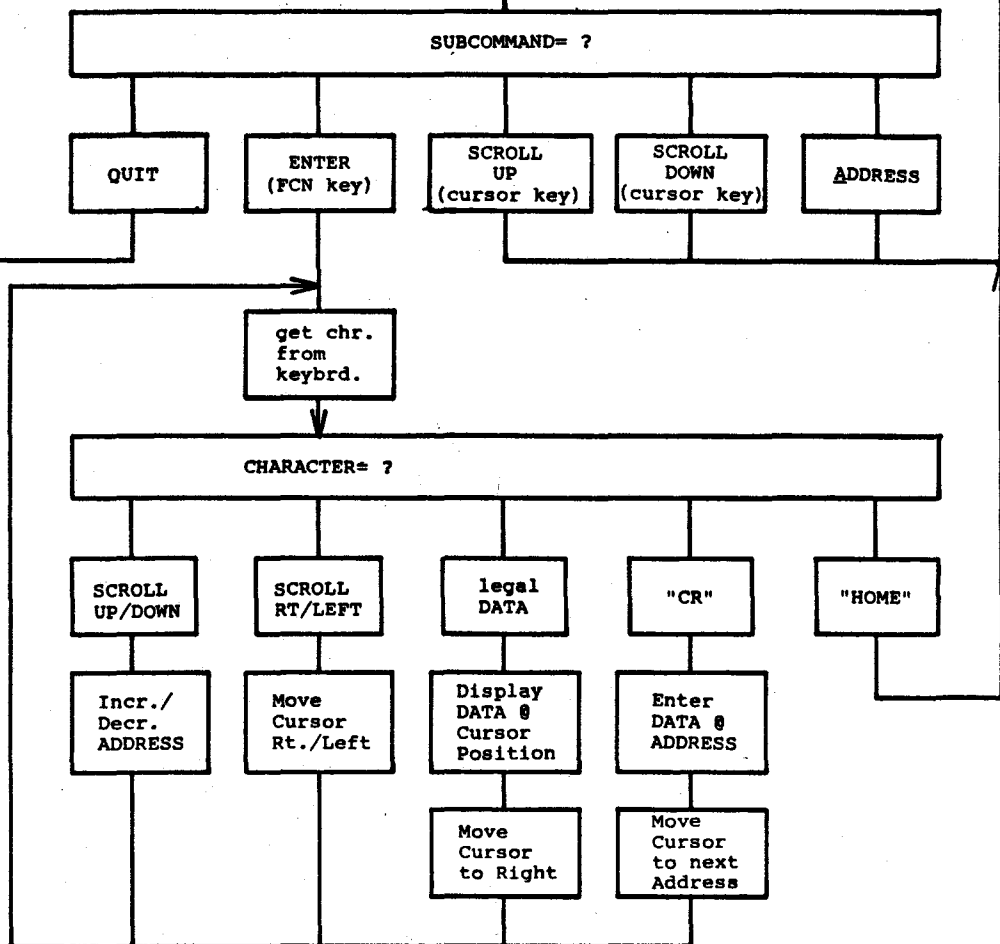 SUBCOMMAND= ?
QUIT
ENTER
(FCN key)
SCROLL
UP
(cursor key)
SCROLL
DOWN
(cursor key)
ADDRESS
get chr.
from
keybrd.
CHARACTER= ?
SCROLL
UP/DOWN
SCROLL
RT/LEFT
legal
DATA
"CR"
"HOME"
Incr./
Decr.
ADDRESS
Move
Cursor
Rt./Left
Display
DATA @
Cursor
Position
Enter
DATA @
ADDRESS
Move
Cursor
to Right
Move
Cursor
to next
Address